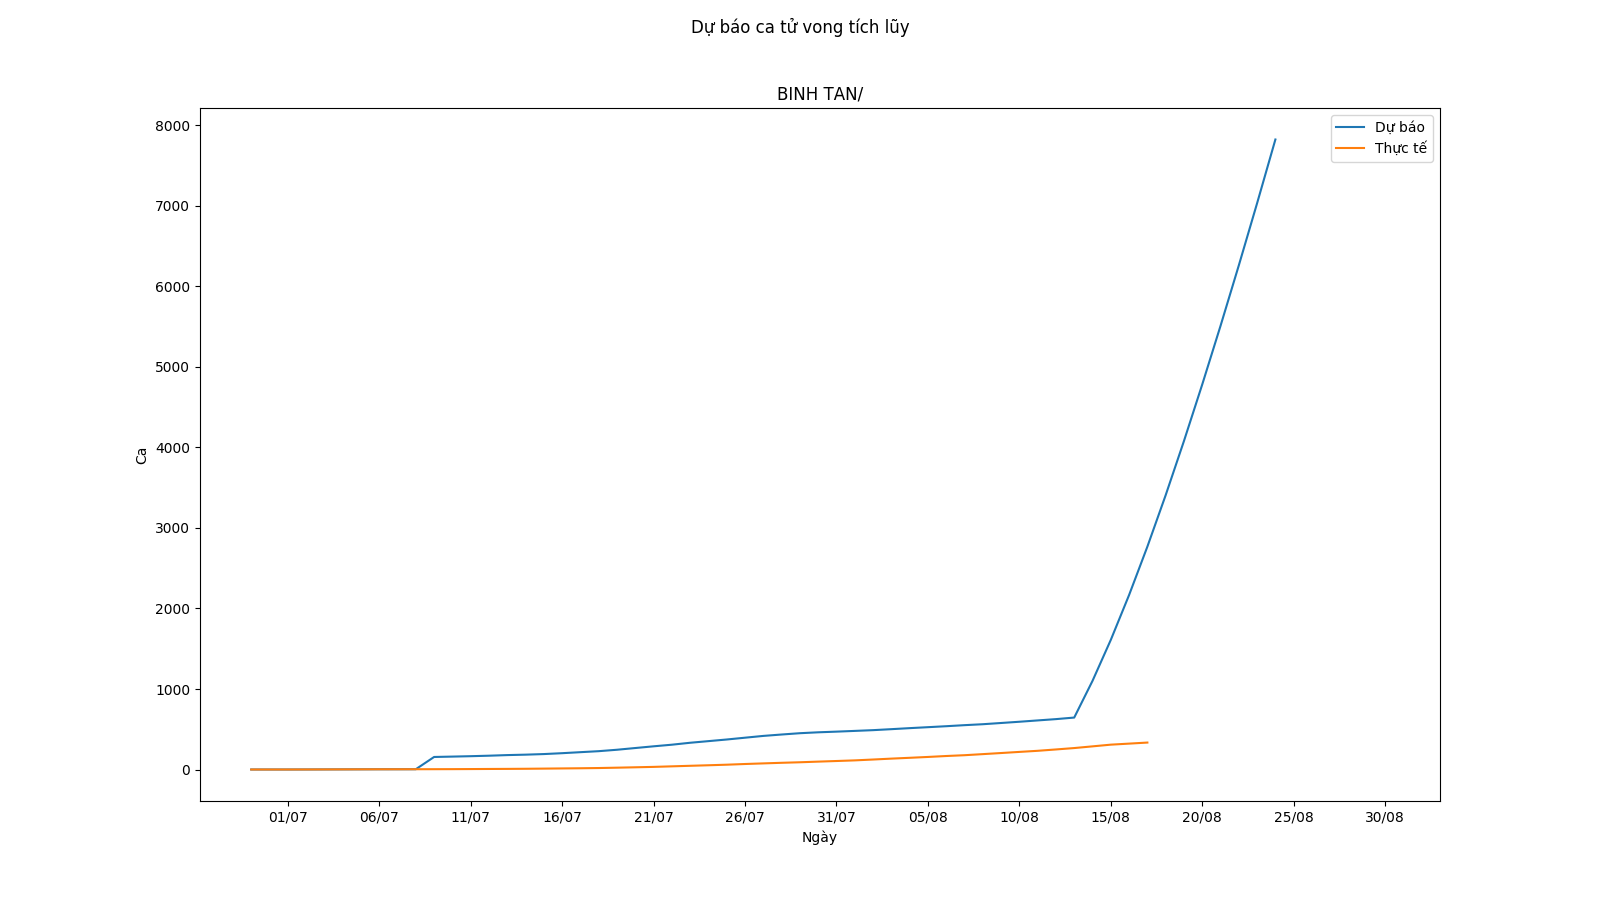 Dự báo ca tử vong tích lũy
BINH TAN/
Dự báo
Thực tế
8000
7000
6000
5000
4000
3000
2000
1000
0
Ca
01/07 06/07 11/07 16/07 21/07 26/07 31/07 05/08 10/08 15/08 20/08 25/08 30/08
Ngày